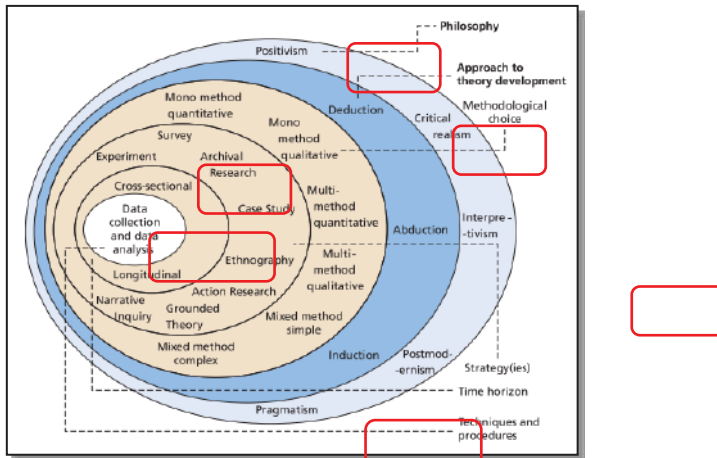 Philosophy
Positivism
Approach to
theory development
Mono method
quantitative
Deduction
Methodological
choice
Critical
realism
Mono
method
qualitative
Survey
Experiment
Archival
Research
Cross-sectional
Multi-
method
quantitative
Data
collection
and data
analysis
Case Study
Abduction
Interpre-
-etivism
Ethnography
Multi-
method
qualitative
Longitudinal
Action Research
Narrative
inquiry
Grounded
Theory
Mixed method
simple
Mixed method
complex
Induction
Postmod-
-ernism
Strategy(ies)
Time horizon
Pragmatism
Techniques and
procedures